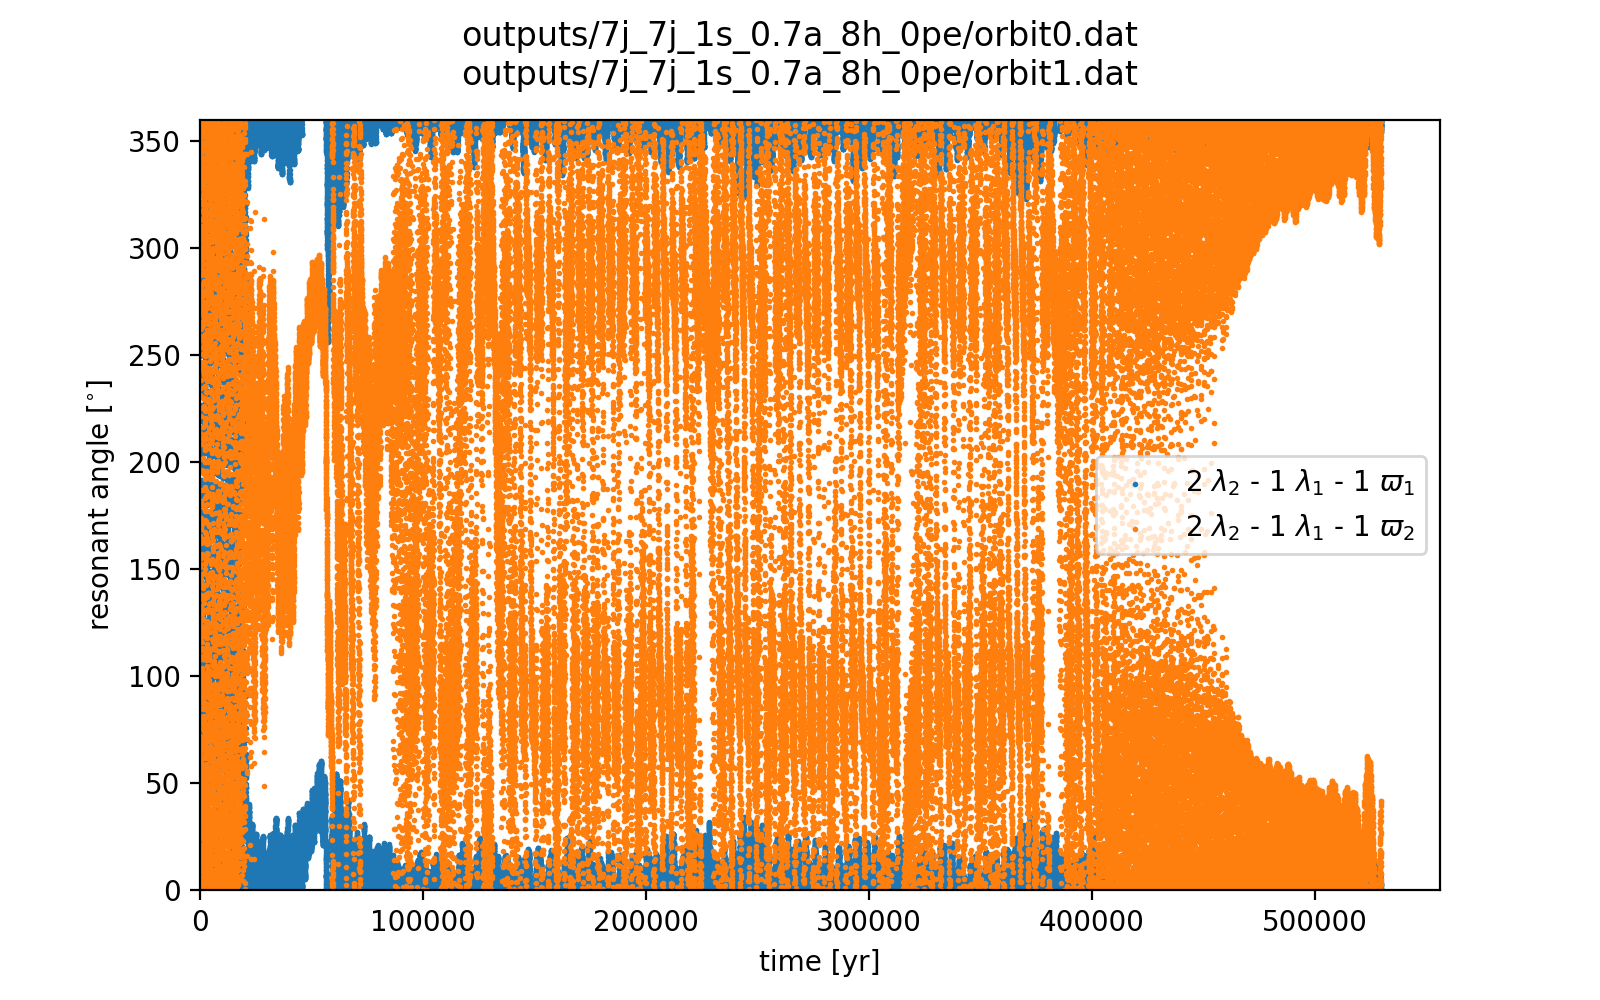 outputs/7j_7j_1s_0.7a_8h_0pe/orbit0.dat
outputs/7j_7j_1s_0.7a_8h_0pe/orbit1.dat
350
300
250
200
150
100
50
0
resonant angle [°]
2 λ₂ - 1 λ₁ - 1 ϖ₁
2 λ₂ - 1 λ₁ - 1 ϖ₂
0 100000 200000 300000 400000 500000
time [yr]